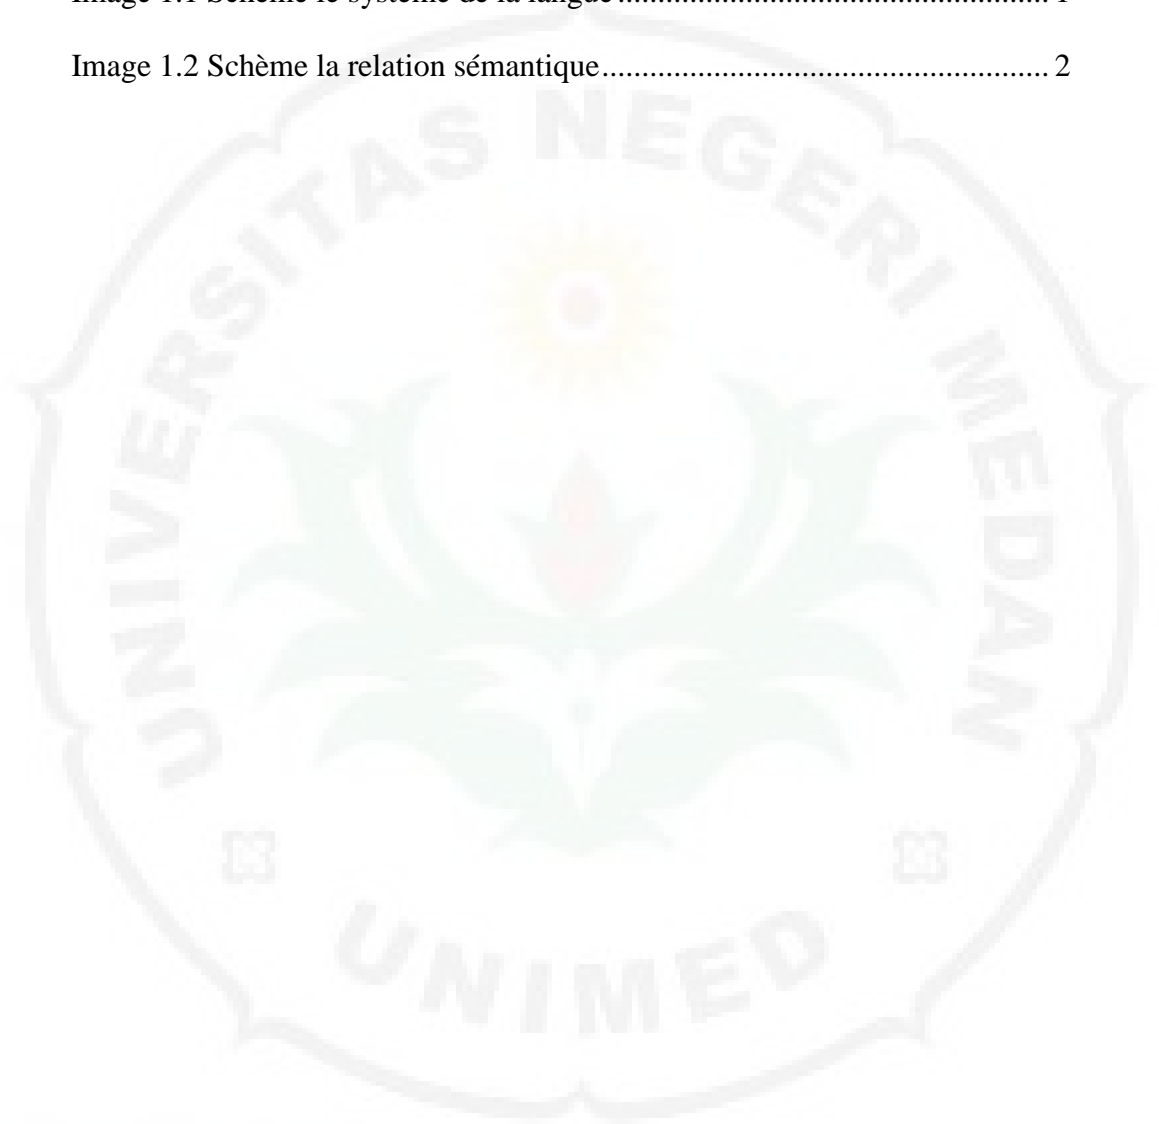 Image 1.1 Schème le système de la langue...................................................... 1
Image 1.2 Schème la relation sémantique........................................................ 2
UNIVERSITAS NEGERI MEDAN
UNIMED